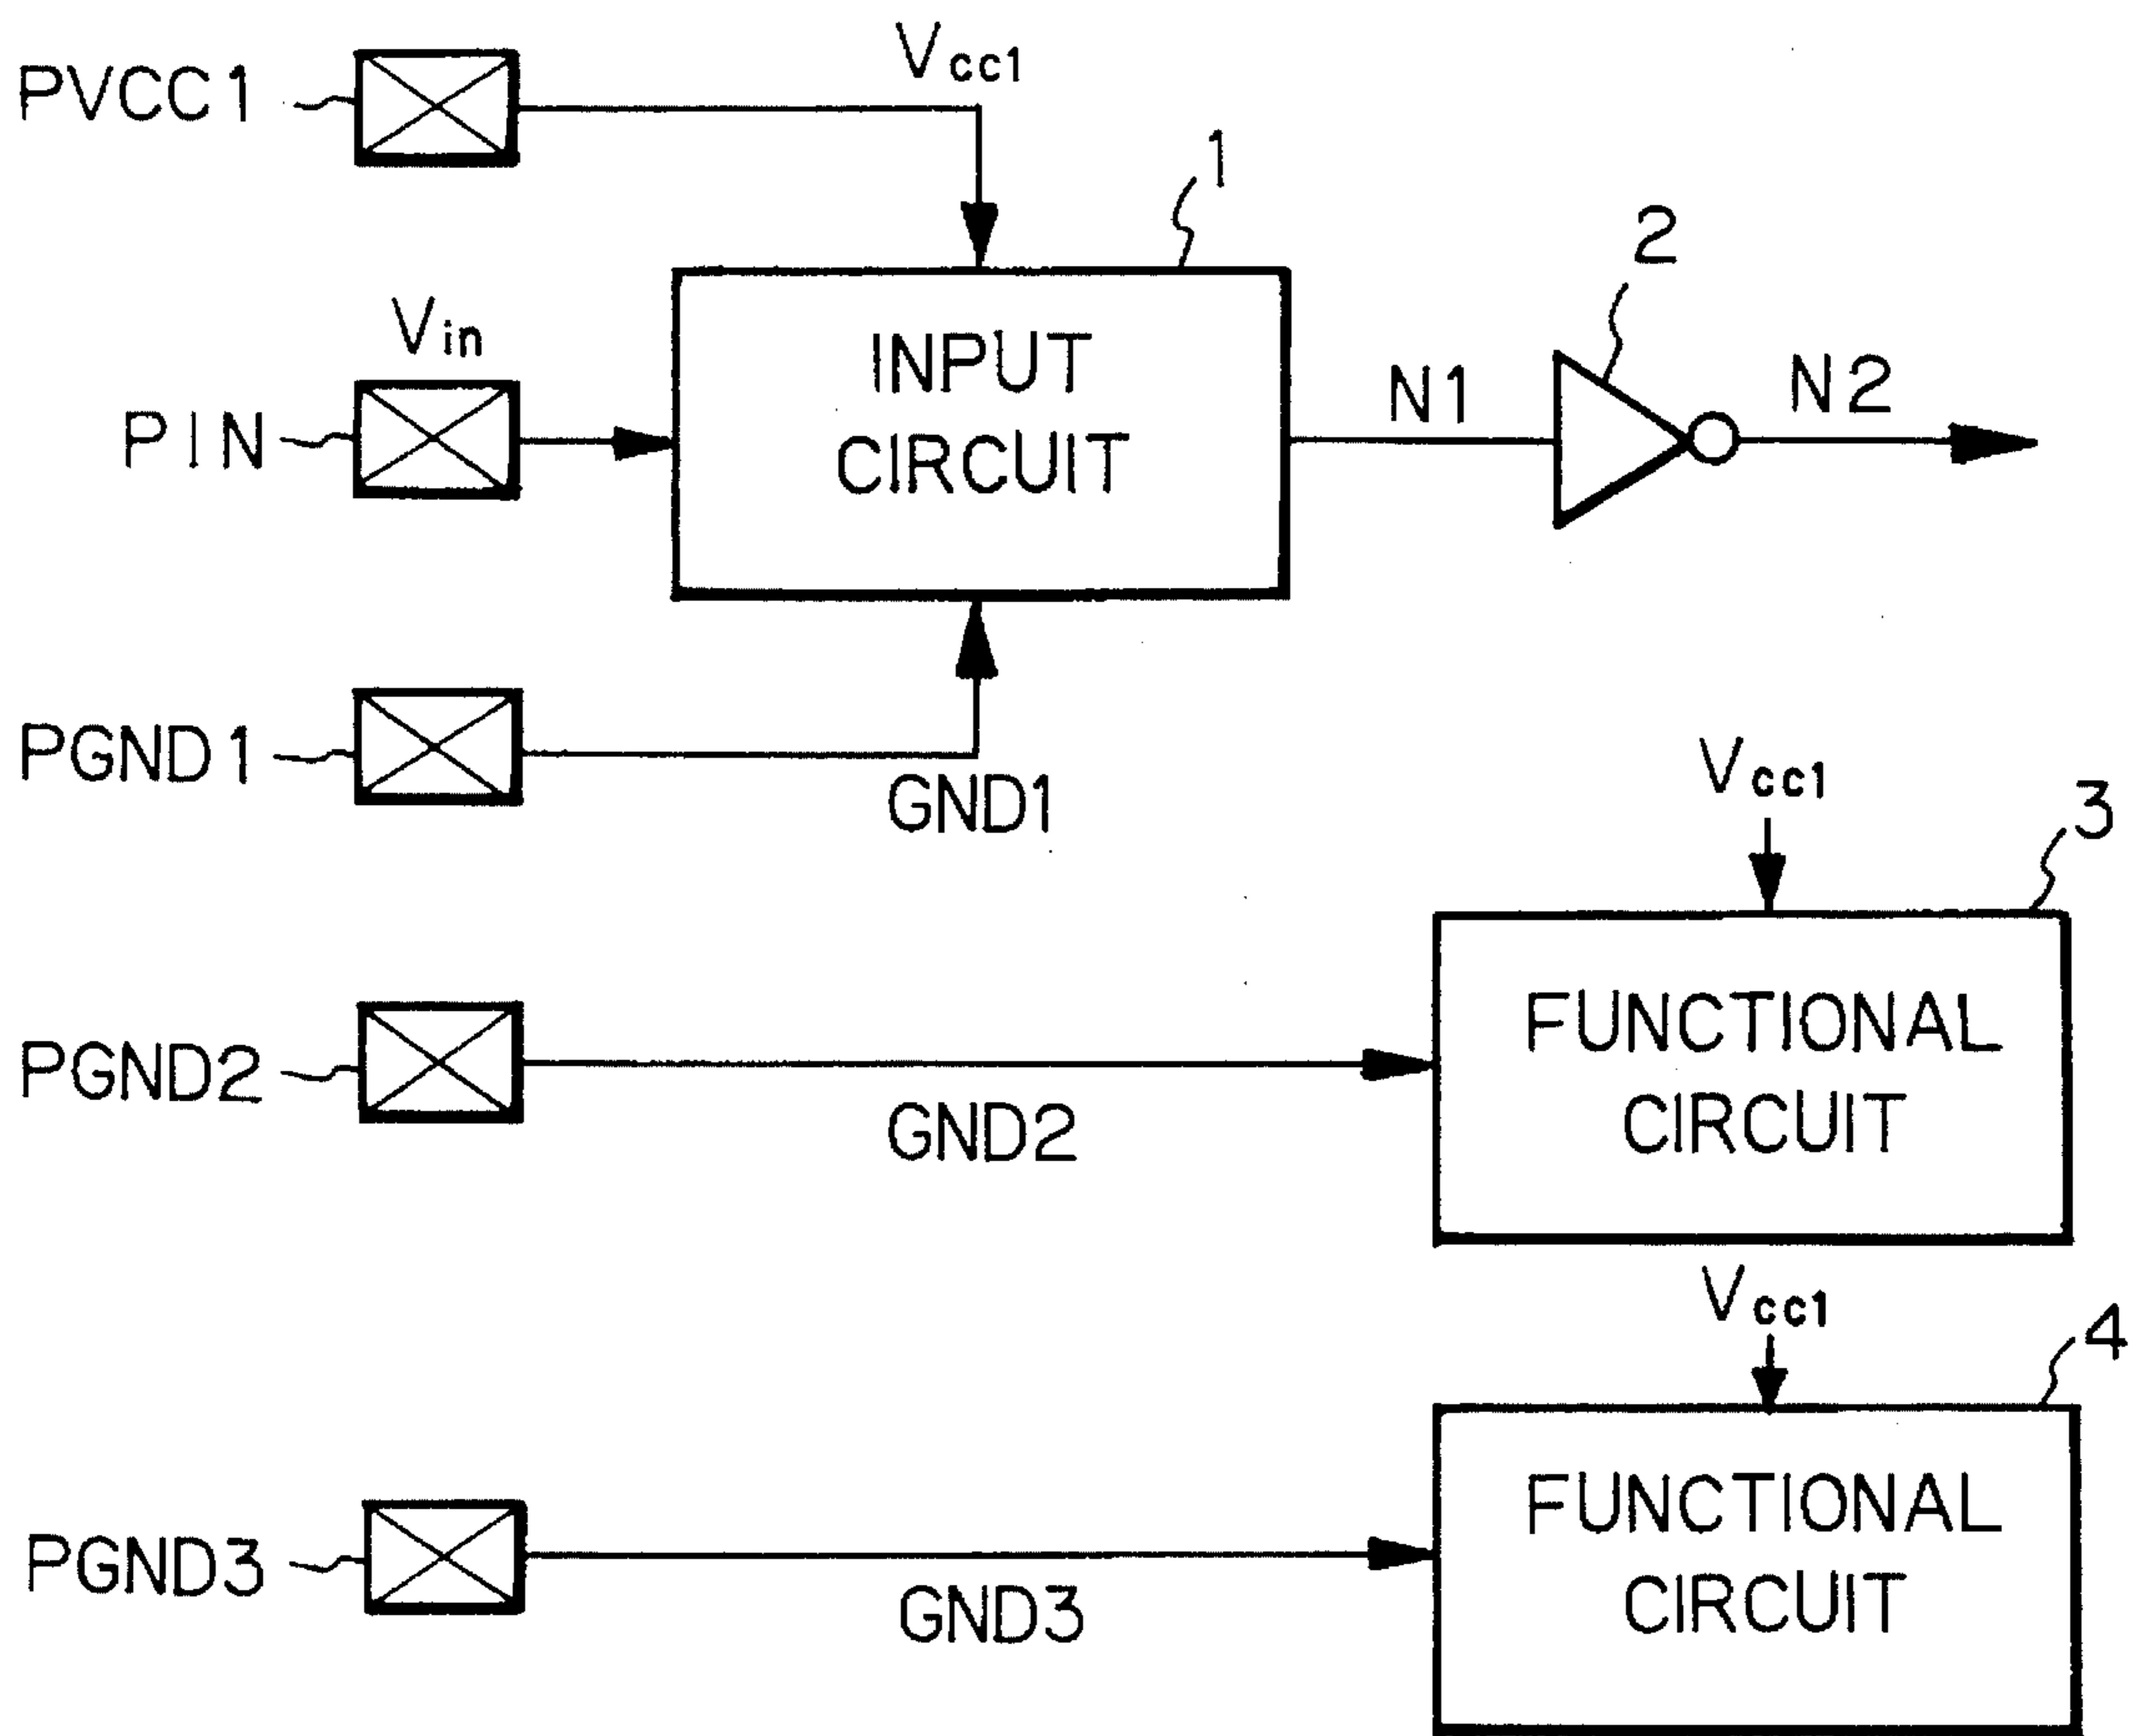 PVCC1
Vcc1
1
2
Vin
PIN
INPUT
CIRCUIT
N1
N2
PGND1
GND1
Vcc1
3
PGND2
GND2
FUNCTIONAL
CIRCUIT
Vcc1
4
PGND3
GND3
FUNCTIONAL
CIRCUIT